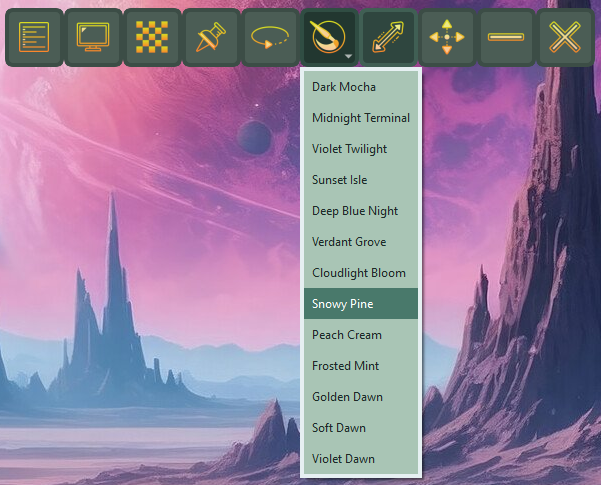 Dark Mocha
Midnight Terminal
Violet Twilight
Sunset Isle
Deep Blue Night
Verdant Grove
Cloudlight Bloom
Snowy Pine
Peach Cream
Frosted Mint
Golden Dawn
Soft Dawn
Violet Dawn